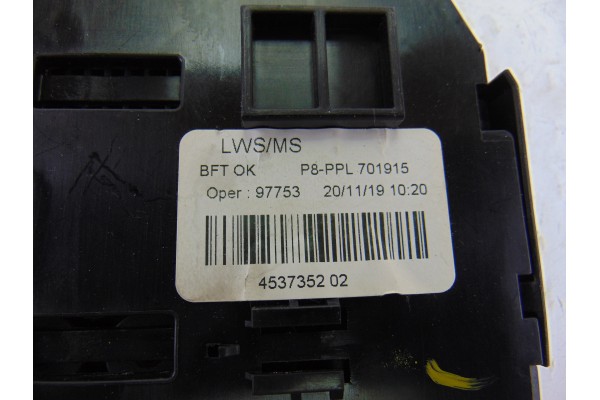 LWS/MS
BFT OK P8-PPL 701915
Oper : 97753 20/11/19 10:20
4537352 02